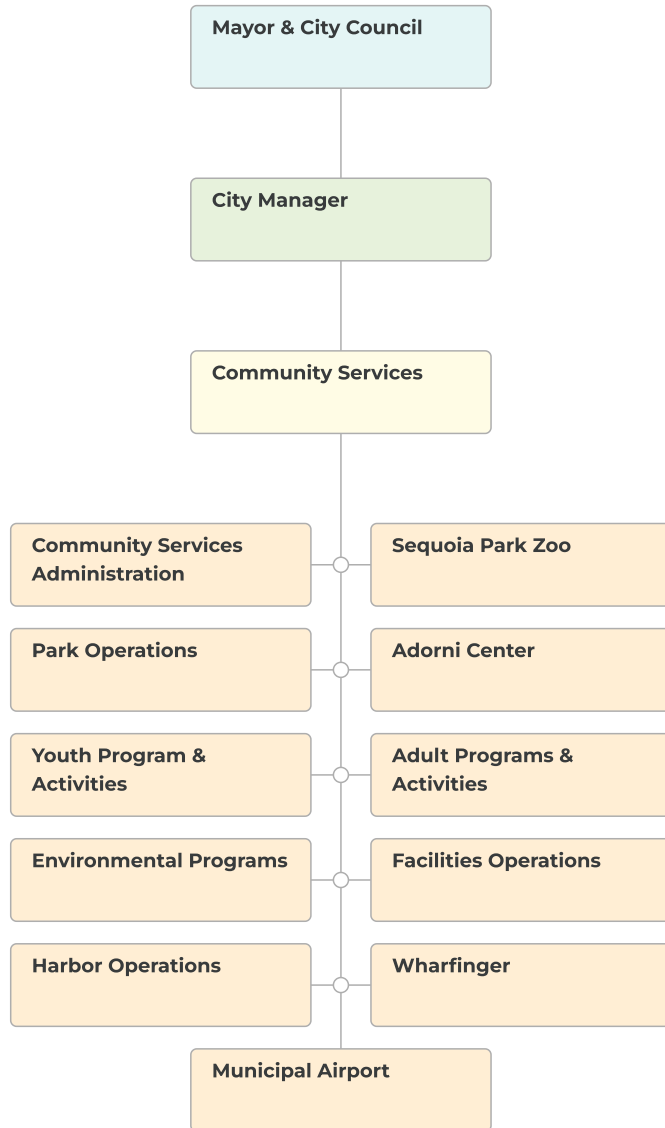 Mayor & City Council
City Manager
Community Services
Community Services
Administration
Sequoia Park Zoo
Park Operations
Adorni Center
Youth Program &
Activities
Adult Programs &
Activities
Environmental Programs
Facilities Operations
Harbor Operations
Wharfinger
Municipal Airport